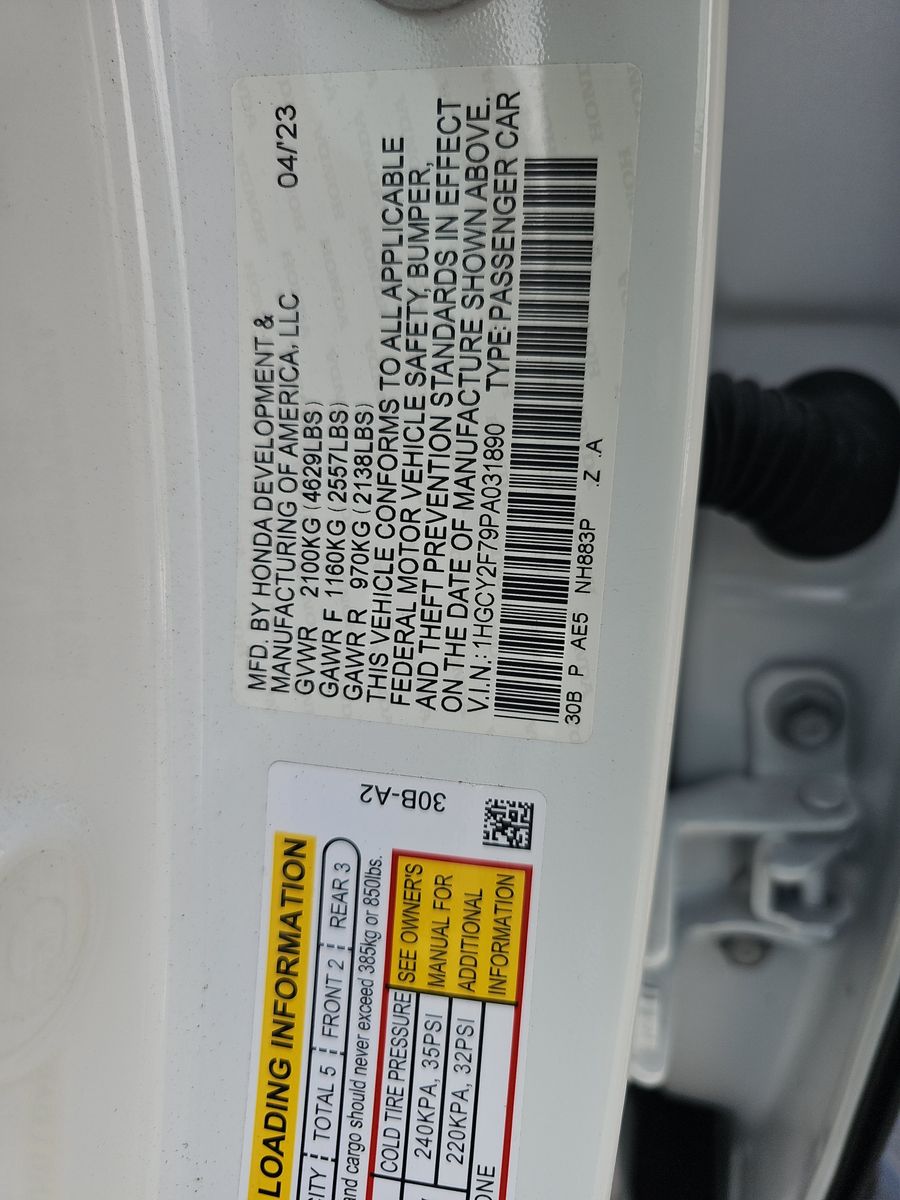 MFD. BY HONDA DEVELOPMENT &
MANUFACTURING OF AMERICA, LLC 04/'23
GVWR 2100KG (4629LBS)
GAWR F 1160KG (2557LBS)
GAWR R 970KG (2138LBS)
THIS VEHICLE CONFORMS TO ALL APPLICABLE
FEDERAL MOTOR VEHICLE SAFETY, BUMPER,
AND THEFT PREVENTION STANDARDS IN EFFECT
ON THE DATE OF MANUFACTURE SHOWN ABOVE.
V.I.N.: 1HGCY2F79PA031890 TYPE: PASSENGER CAR
30B P AE5 NH883P .Z .A
LOADING INFORMATION
TOTAL 5 FRONT 2 REAR 3
and cargo should never exceed 385kg or 850lbs.
COLD TIRE PRESSURE
240KPA, 35PSI
220KPA, 32PSI
SEE OWNER'S
MANUAL FOR
ADDITIONAL
INFORMATION
30B-A2